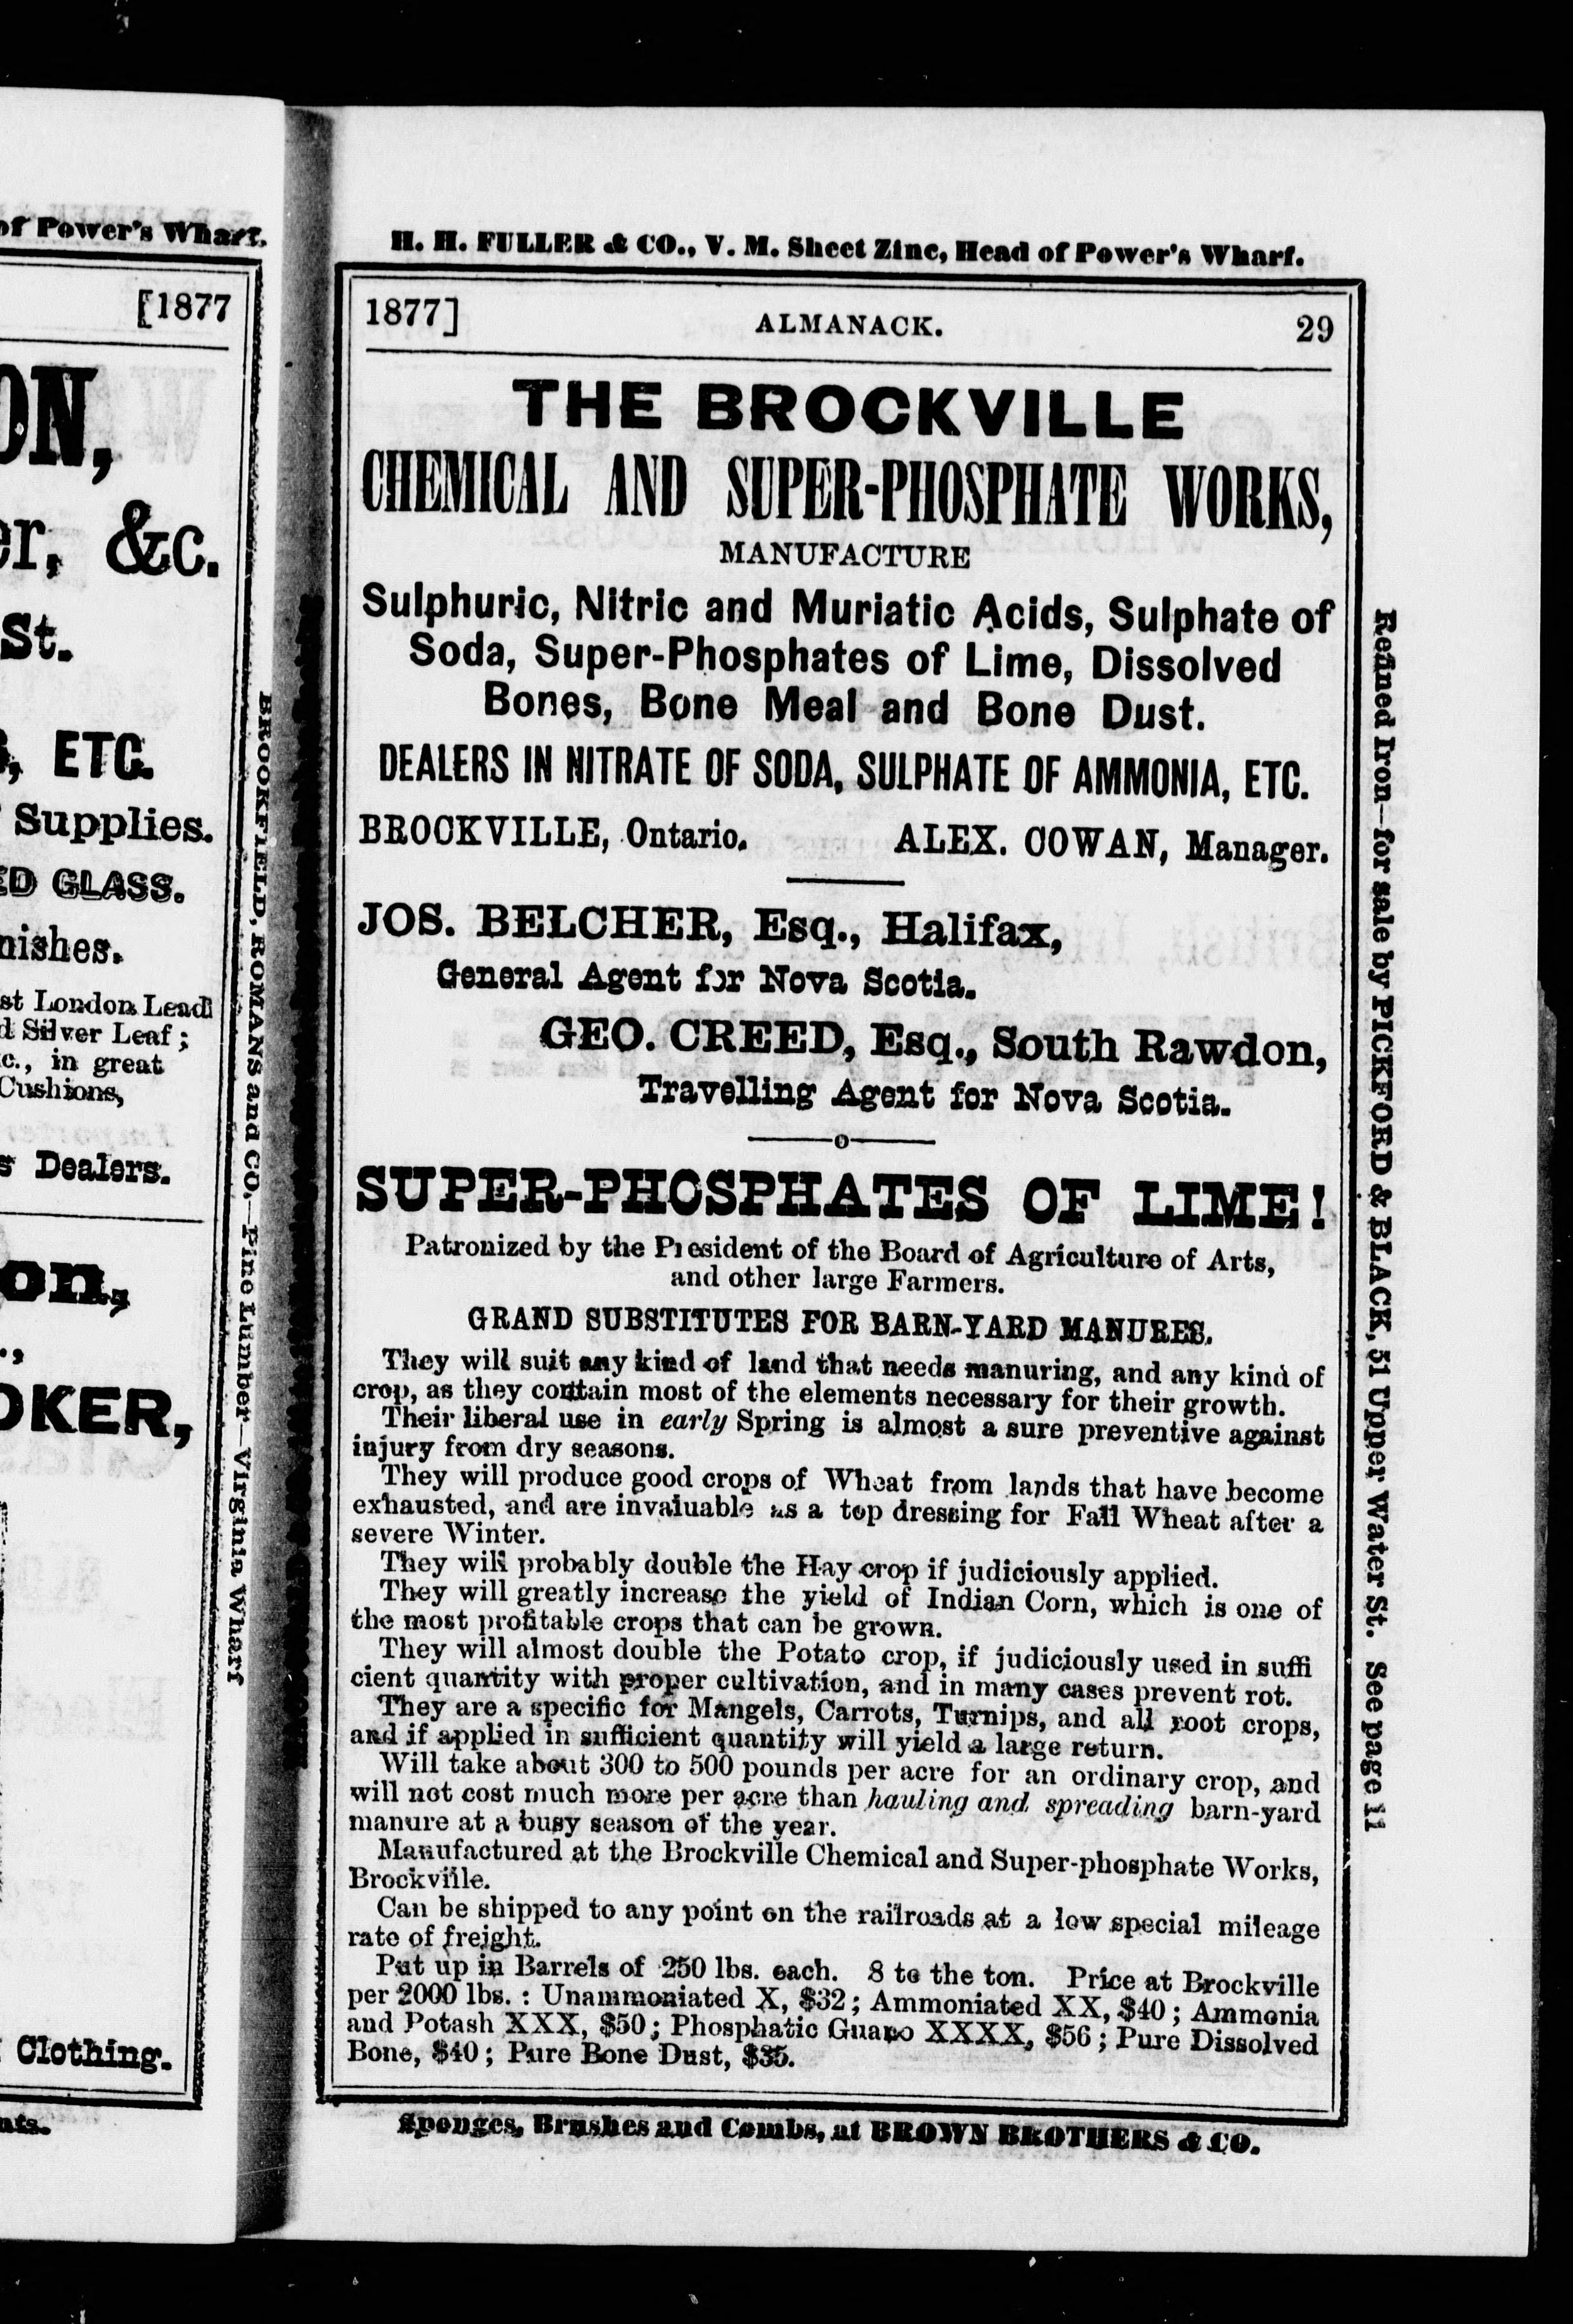 of Power's Wharf.
[1877
ON,
er, &c.
St.
, ETC.
Supplies.
ED GLASS.
nishes.
st London Lead
d Silver Leaf ;
c., in great
Cushions,
s Dealers.
on,
.,
OKER,
Clothing.
nts.
BROOKFIELD, ROMANS and CO,—Pine Lumber—Virginia Wharf
H. H. FULLER & CO., V. M. Sheet Zinc, Head of Power's Wharf.
1877] ALMANACK. 29
THE BROCKVILLE
CHEMICAL AND SUPER-PHOSPHATE WORKS,
MANUFACTURE
Sulphuric, Nitric and Muriatic Acids, Sulphate of
Soda, Super-Phosphates of Lime, Dissolved
Bones, Bone Meal and Bone Dust.
DEALERS IN NITRATE OF SODA, SULPHATE OF AMMONIA, ETC.
BROCKVILLE, Ontario. ALEX. COWAN, Manager.
JOS. BELCHER, Esq., Halifax,
General Agent for Nova Scotia.
GEO. CREED, Esq., South Rawdon,
Travelling Agent for Nova Scotia.
—o—
SUPER-PHOSPHATES OF LIME!
Patronized by the President of the Board of Agriculture of Arts,
and other large Farmers.
GRAND SUBSTITUTES FOR BARN-YARD MANURES.
They will suit any kind of land that needs manuring, and any kind of
crop, as they contain most of the elements necessary for their growth.
Their liberal use in early Spring is almost a sure preventive against
injury from dry seasons.
They will produce good crops of Wheat from lands that have become
exhausted, and are invaluable as a top dressing for Fall Wheat after a
severe Winter.
They will probably double the Hay crop if judiciously applied.
They will greatly increase the yield of Indian Corn, which is one of
the most profitable crops that can be grown.
They will almost double the Potato crop, if judiciously used in suffi
cient quantity with proper cultivation, and in many cases prevent rot.
They are a specific for Mangels, Carrots, Turnips, and all root crops,
and if applied in sufficient quantity will yield a large return.
Will take about 300 to 500 pounds per acre for an ordinary crop, and
will not cost much more per acre than hauling and spreading barn-yard
manure at a busy season of the year.
Manufactured at the Brockville Chemical and Super-phosphate Works,
Brockville.
Can be shipped to any point on the railroads at a low special mileage
rate of freight.
Put up in Barrels of 250 lbs. each. 8 to the ton. Price at Brockville
per 2000 lbs. : Unammoniated X, $32 ; Ammoniated XX, $40 ; Ammonia
and Potash XXX, $50 ; Phosphatic Guano XXXX, $56 ; Pure Dissolved
Bone, $40 ; Pure Bone Dust, $35.
Sponges, Brushes and Combs, at BROWN BROTHERS & CO.
Refined Iron—for sale by PICKFORD & BLACK, 51 Upper Water St. See page 11